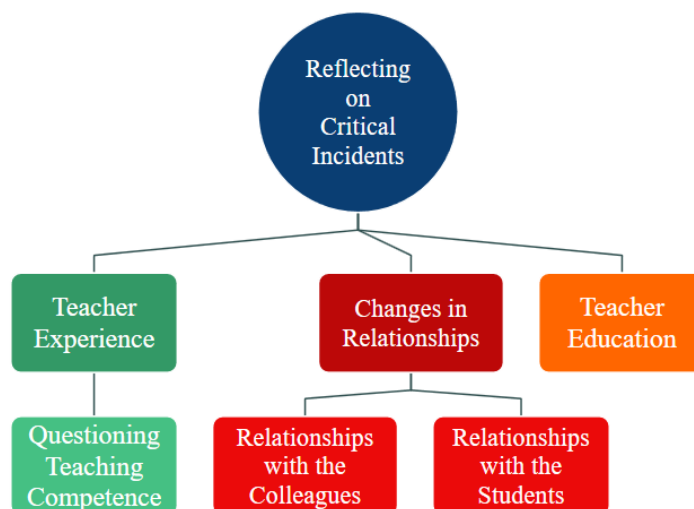 Reflecting
on
Critical
Incidents
Teacher
Experience
Changes in
Relationships
Teacher
Education
Questioning
Teaching
Competence
Relationships
with the
Colleagues
Relationships
with the
Students